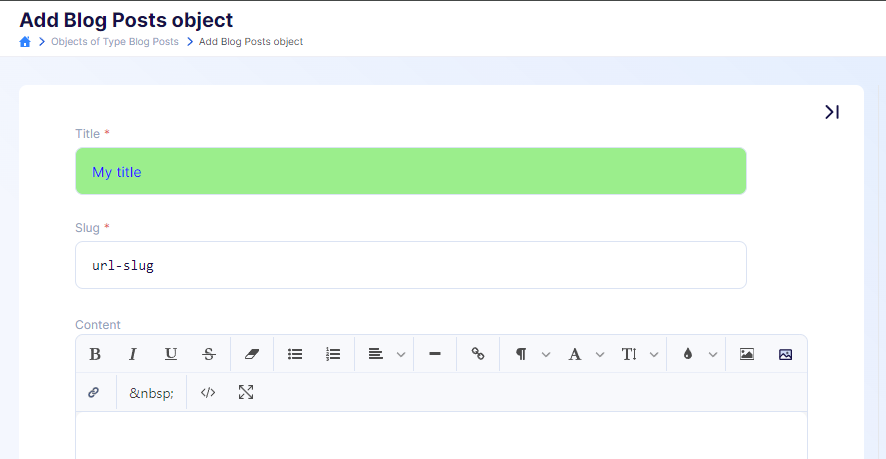 Add Blog Posts object
Objects of Type Blog Posts Add Blog Posts object
Title *
My title
Slug *
url-slug
Content
B I U S T A T
&nbsp; </>